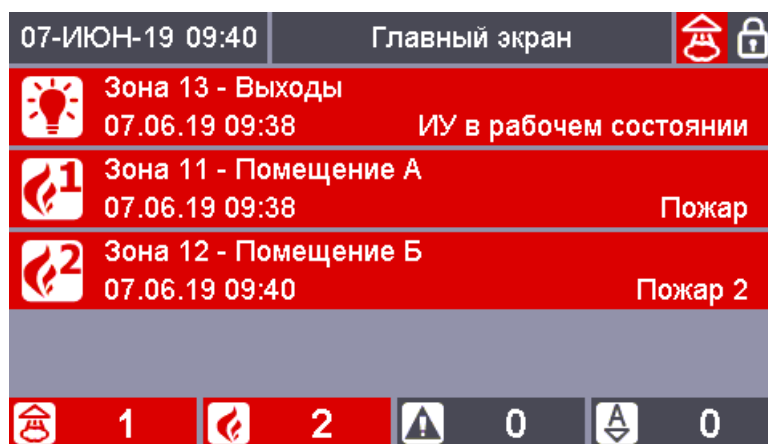 07-ИЮН-19 09:40 Главный экран
Зона 13 - Выходы
07.06.19 09:38 ИУ в рабочем состоянии
1 Зона 11 - Помещение А
07.06.19 09:38 Пожар
2 Зона 12 - Помещение Б
07.06.19 09:40 Пожар 2
1 2 0 A 0